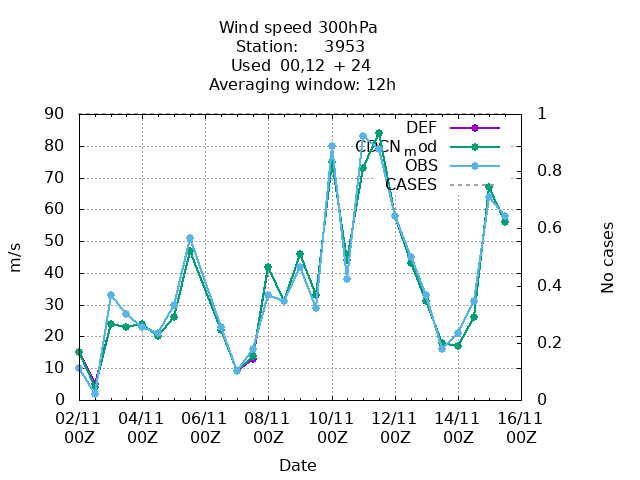 Wind speed 300hPa
Station: 3953
Used 00,12 + 24
Averaging window: 12h
90 1
DEF
80 CDCN_mod
OBS
70 0.8
CASES
60 0.6
50
m/s
No cases
40 0.4
30
20 0.2
10
0 0
02/11 04/11 06/11 08/11 10/11 12/11 14/11 16/11
00Z 00Z 00Z 00Z 00Z 00Z 00Z 00Z
Date